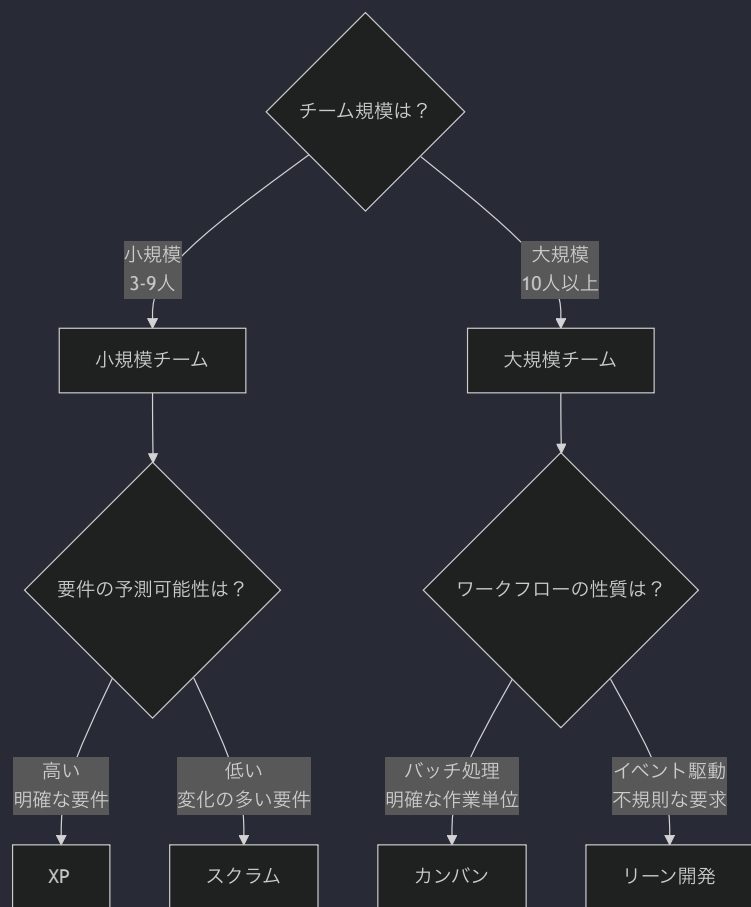 チーム規模は？
小規模
3-9人
大規模
10人以上
小規模チーム
大規模チーム
要件の予測可能性は？
ワークフローの性質は？
高い
明確な要件
低い
変化の多い要件
バッチ処理
明確な作業単位
イベント駆動
不規則な要求
XP
スクラム
カンバン
リーン開発